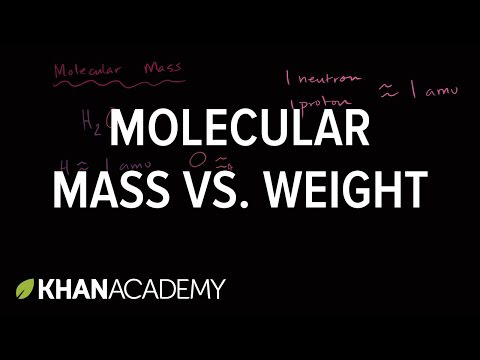 Molecular Mass
1 neutron
1 proton ≈ 1 amu
H₂O
MOLECULAR
H ≈ 1 amu O ≈
MASS VS. WEIGHT
KHANACADEMY